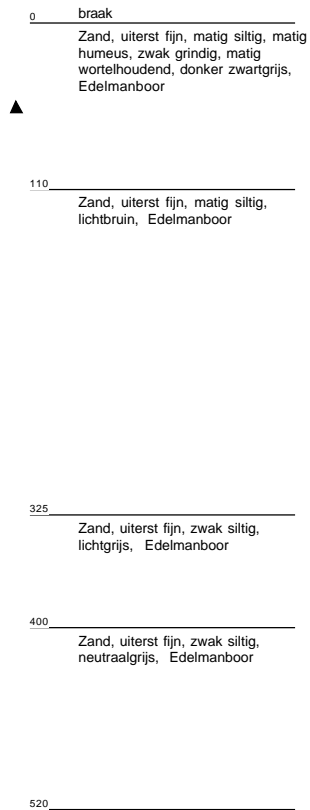 0 braak
Zand, uiterst fijn, matig siltig, matig
humeus, zwak grindig, matig
wortelhoudend, donker zwartgrijs,
Edelmanboor
110
Zand, uiterst fijn, matig siltig,
lichtbruin, Edelmanboor
325
Zand, uiterst fijn, zwak siltig,
lichtgrijs, Edelmanboor
400
Zand, uiterst fijn, zwak siltig,
neutraalgrijs, Edelmanboor
520